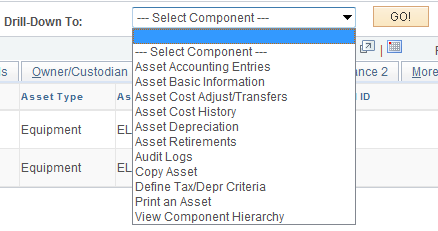 Drill-Down To: --- Select Component --- GO!
--- Select Component ---
Asset Accounting Entries
Asset Basic Information
Asset Cost Adjust/Transfers
Asset Cost History
Asset Depreciation
Asset Retirements
Audit Logs
Copy Asset
Define Tax/Depr Criteria
Print an Asset
View Component Hierarchy
Owner/Custodian 2 More
Asset Type ID
Equipment EL
Equipment EL